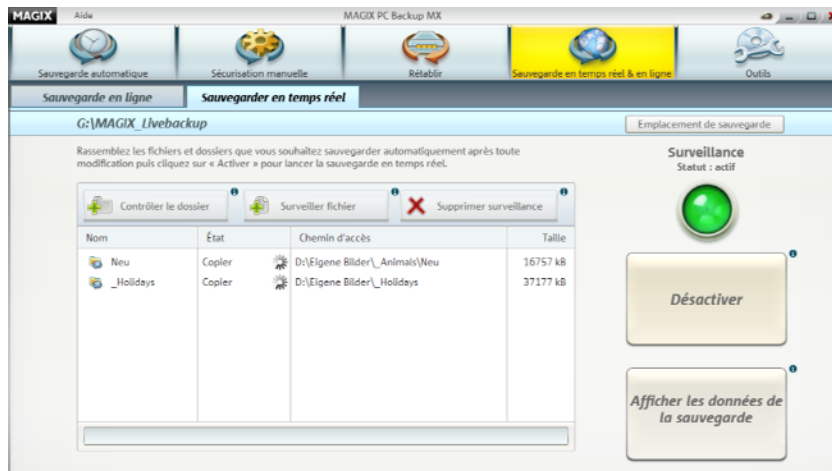 MAGIX Aide MAGIX PC Backup MX
Sauvegarde automatique Sécurisation manuelle Rétablir Sauvegarde en temps réel & en ligne Outils
Sauvegarde en ligne Sauvegarder en temps réel
G:\MAGIX_Livebackup Emplacement de sauvegarde
Rassemblez les fichiers et dossiers que vous souhaitez sauvegarder automatiquement après toute
modification puis cliquez sur « Activer » pour lancer la sauvegarde en temps réel.
Surveillance
Statut : actif
Contrôler le dossier Surveiller fichier Supprimer surveillance
Nom État Chemin d'accès Taille
Neu Copier D:\Eigene Bilder\_Animals\Neu 16757 kB
_Holidays Copier D:\Eigene Bilder\_Holidays 37177 kB
Désactiver
Afficher les données de
la sauvegarde